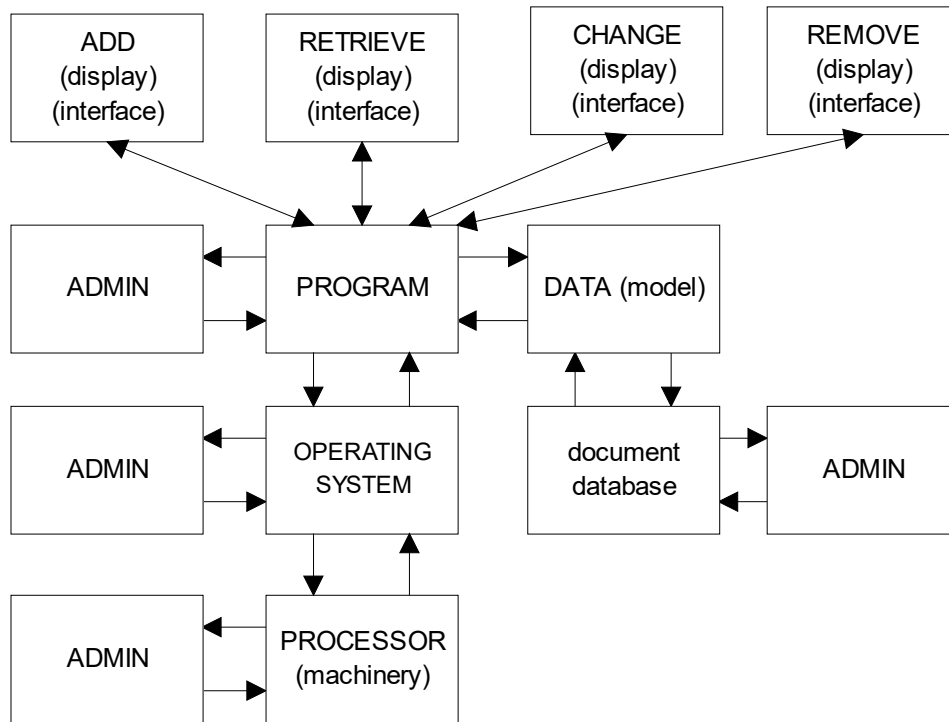 ADD
(display)
(interface)
RETRIEVE
(display)
(interface)
CHANGE
(display)
(interface)
REMOVE
(display)
(interface)
ADMIN
PROGRAM
DATA (model)
ADMIN
OPERATING
SYSTEM
document
database
ADMIN
ADMIN
PROCESSOR
(machinery)